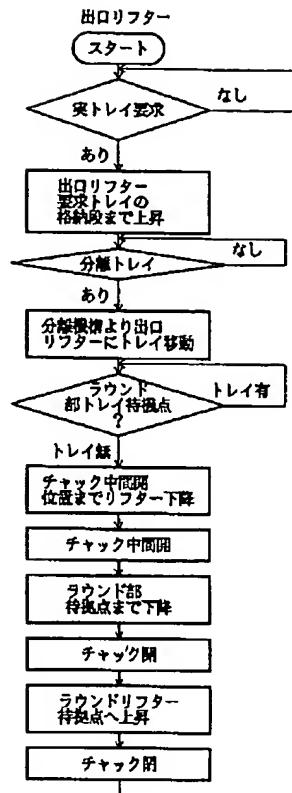 出口リフター
スタート
実トレイ要求
なし
あり
出口リフター
要求トレイの
格納段まで上昇
なし
分離トレイ
あり
分離機構より出口
リフターにトレイ移動
ラウンド
部トレイ待拠点
?
トレイ有
トレイ無
チャック中間開
位置までリフター下降
チャック中間開
ラウンド部
待拠点まで下降
チャック開
ラウンドリフター
待拠点へ上昇
チャック閉